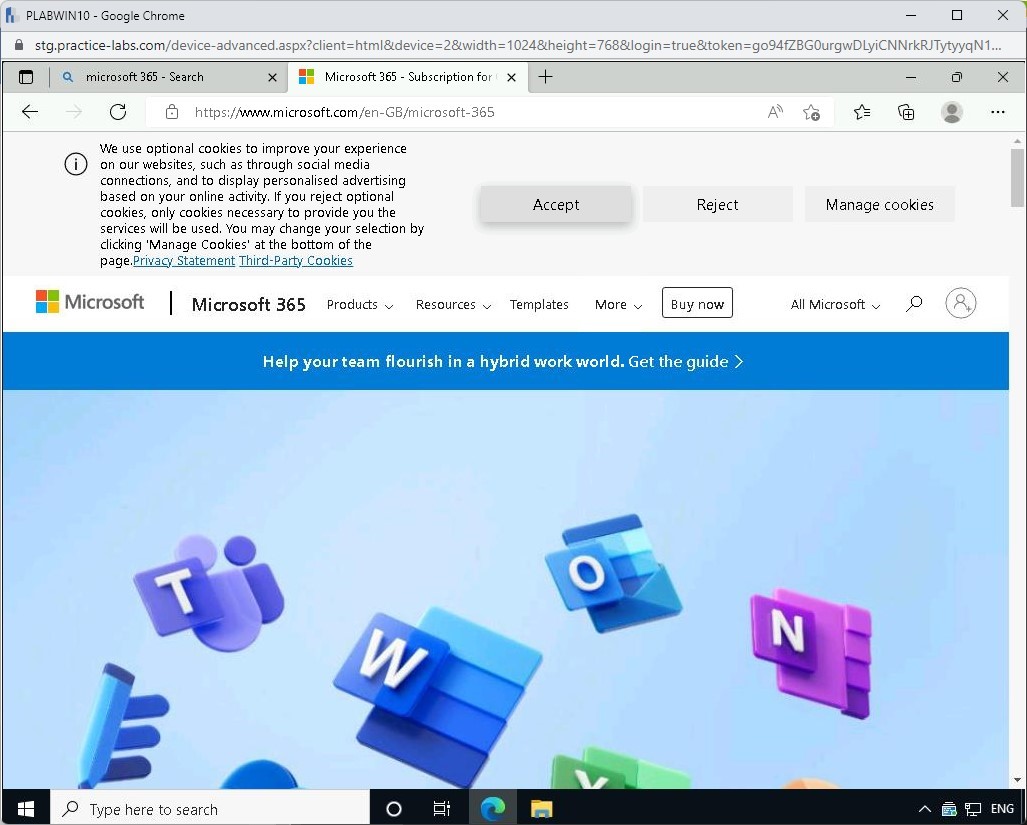 PLABWIN10 - Google Chrome
stg.practice-labs.com/device-advanced.aspx?client=html&device=2&width=1024&height=768&login=true&token=go94fZBG0urgwDLyiCNNrkRJTytyyqN1...
microsoft 365 - Search
Microsoft 365 - Subscription for
https://www.microsoft.com/en-GB/microsoft-365
We use optional cookies to improve your experience
on our websites, such as through social media
connections, and to display personalised advertising
based on your online activity. If you reject optional
cookies, only cookies necessary to provide you the
services will be used. You may change your selection by
clicking 'Manage Cookies' at the bottom of the
page.Privacy Statement Third-Party Cookies
Accept
Reject
Manage cookies
Microsoft
Microsoft 365
Products
Resources
Templates
More
Buy now
All Microsoft
Help your team flourish in a hybrid work world. Get the guide
T
O
N
W
X
Type here to search
ENG